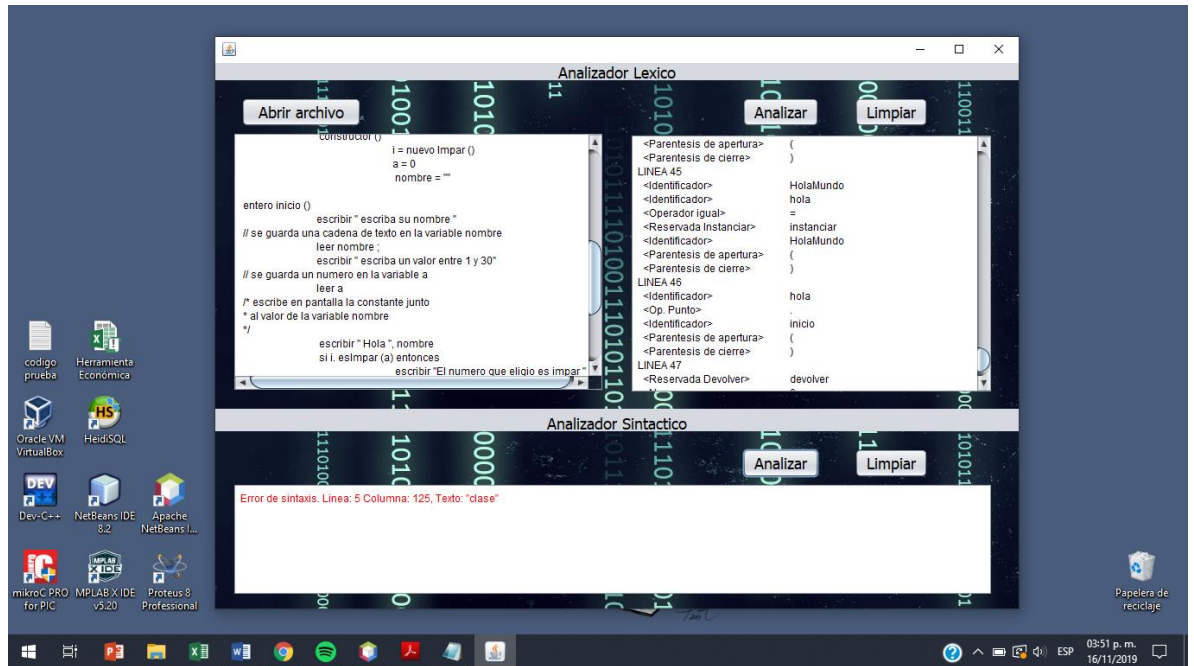 Analizador Lexico
Abrir archivo
Analizar
Limpiar
constructor ()
i = nuevo Impar ()
a = 0
nombre = ""
entero inicio ()
escribir " escriba su nombre "
// se guarda una cadena de texto en la variable nombre
leer nombre ;
escribir " escriba un valor entre 1 y 30"
// se guarda un numero en la variable a
leer a
/* escribe en pantalla la constante junto
* al valor de la variable nombre
*/
escribir " Hola ", nombre
si i. esImpar (a) entonces
escribir "El numero que eligio es impar "
<Parentesis de apertura> (
<Parentesis de cierre> )
LINEA 45
<Identificador> HolaMundo
<Identificador> hola
<Operador igual> =
<Reservada Instanciar> instanciar
<Identificador> HolaMundo
<Parentesis de apertura> (
<Parentesis de cierre> )
LINEA 46
<Identificador> hola
<Op. Punto> .
<Identificador> inicio
<Parentesis de apertura> (
<Parentesis de cierre> )
LINEA 47
<Reservada Devolver> devolver
Analizador Sintactico
Analizar
Limpiar
Error de sintaxis. Linea: 5 Columna: 125, Texto: "clase"
codigo
prueba
Herramienta
Económica
Oracle VM
VirtualBox
HeidiSQL
Dev-C++
NetBeans IDE
8.2
Apache
NetBeans I...
mikroC PRO
for PIC
MPLAB X IDE
v5.20
Proteus 8
Professional
Papelera de
reciclaje
ESP
03:51 p. m.
16/11/2019